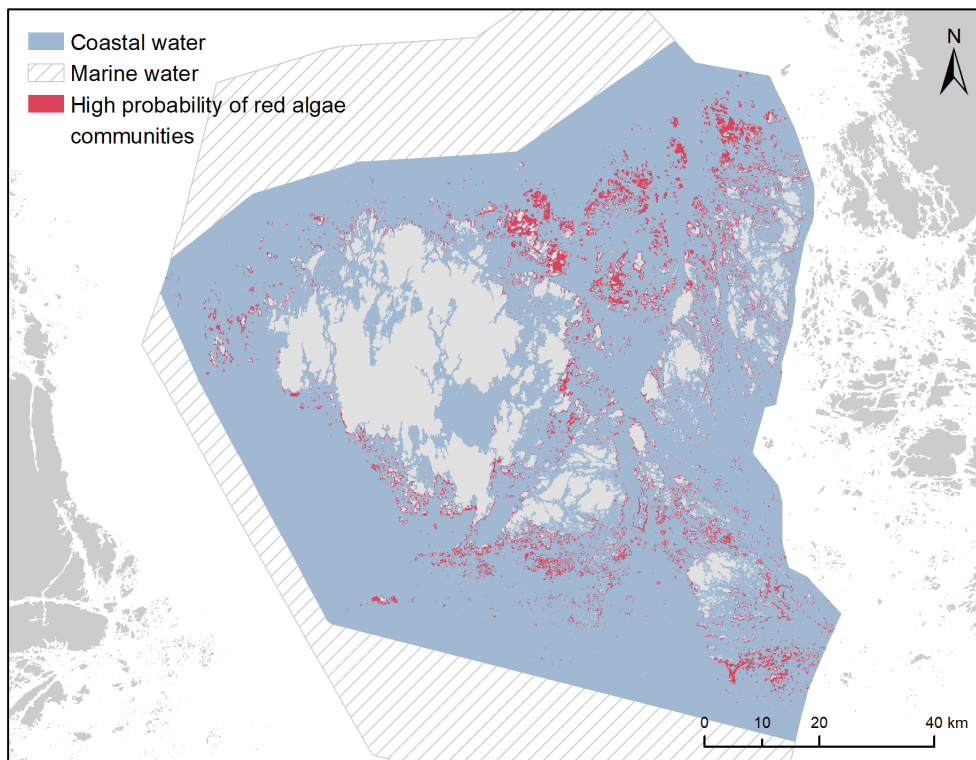 Coastal water
Marine water
High probability of red algae
communities
N
0 10 20 40 km